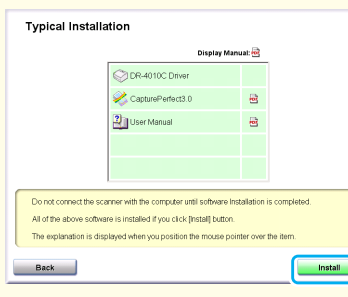 Typical Installation
Display Manual:
DR-4010C Driver
CapturePerfect3.0
User Manual
Do not connect the scanner with the computer until software Installation is completed.
All of the above software is installed if you click [Install] button.
The explanation is displayed when you position the mouse pointer over the item.
Back
Install